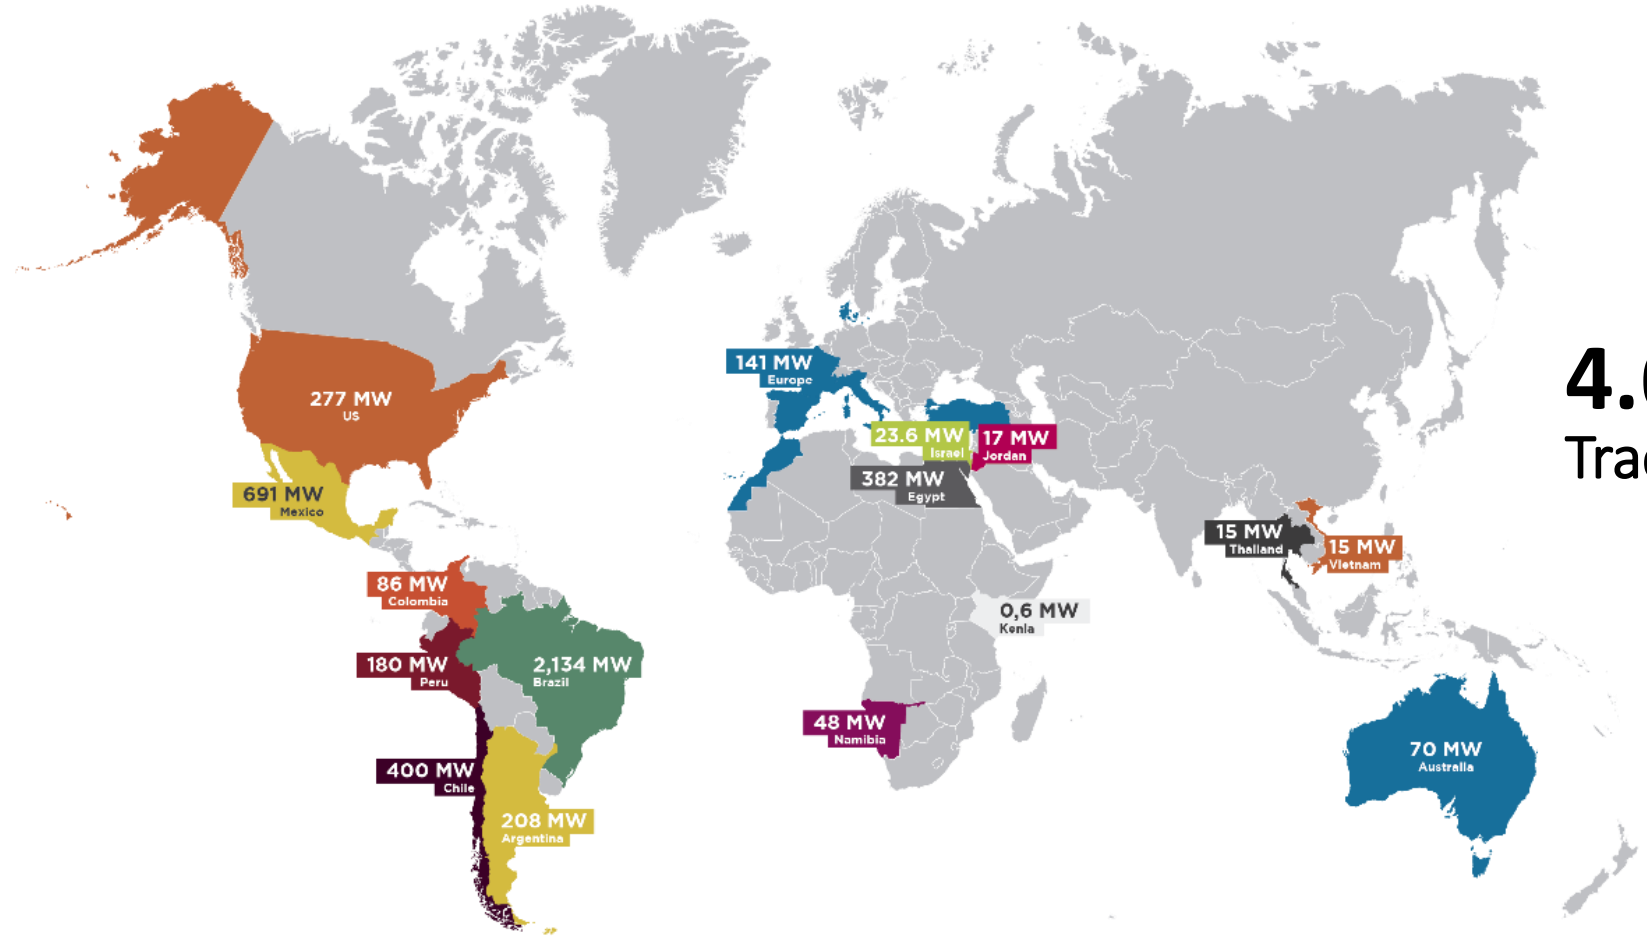 277 MW
US
691 MW
Mexico
86 MW
Colombia
180 MW
Peru
2,134 MW
Brazil
400 MW
Chile
208 MW
Argentina
141 MW
Europe
23.6 MW
Israel
17 MW
Jordan
382 MW
Egypt
0,6 MW
Kenia
48 MW
Namibia
15 MW
Thailand
15 MW
Vietnam
70 MW
Australia
4.
Tra